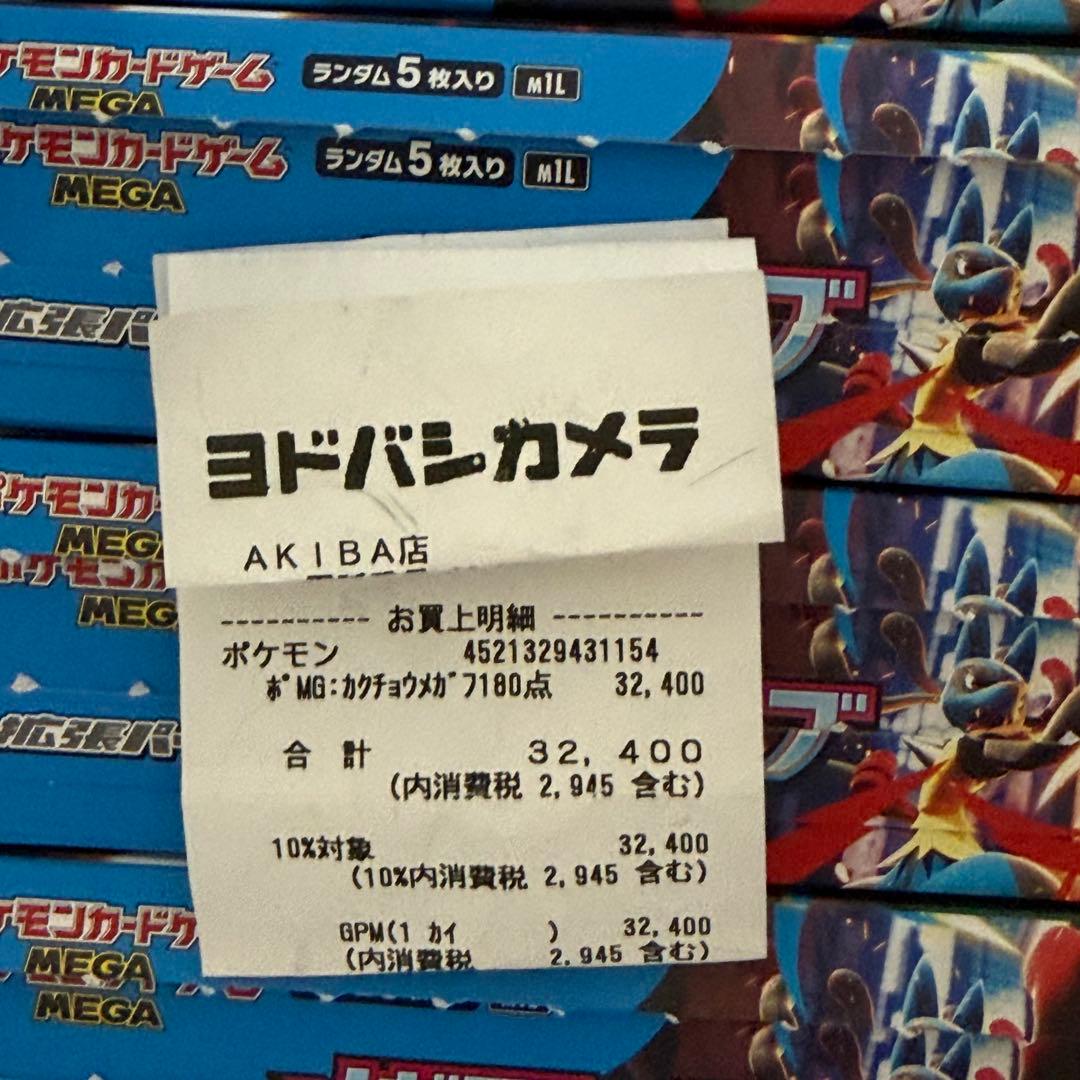 ポケモンカードゲーム
MEGA
ランダム5枚入り M1L
ポケモンカードゲーム
MEGA
ランダム5枚入り M1L
拡張パ
ブ
ヨドバシカメラ
AKIBA店
---------- お買上明細 ----------
ポケモン 4521329431154
ポMG:カクチョウメガブ180点 32,400
合 計 32,400
(内消費税 2,945 含む)
10%対象 32,400
(10%内消費税 2,945 含む)
GPM(1 カイ ) 32,400
(内消費税 2,945 含む)
ケモンカ
MEGA
ケモンカ
MEG
拡張パ
ブ
ケモンカードゲ
MEGA
MEGA